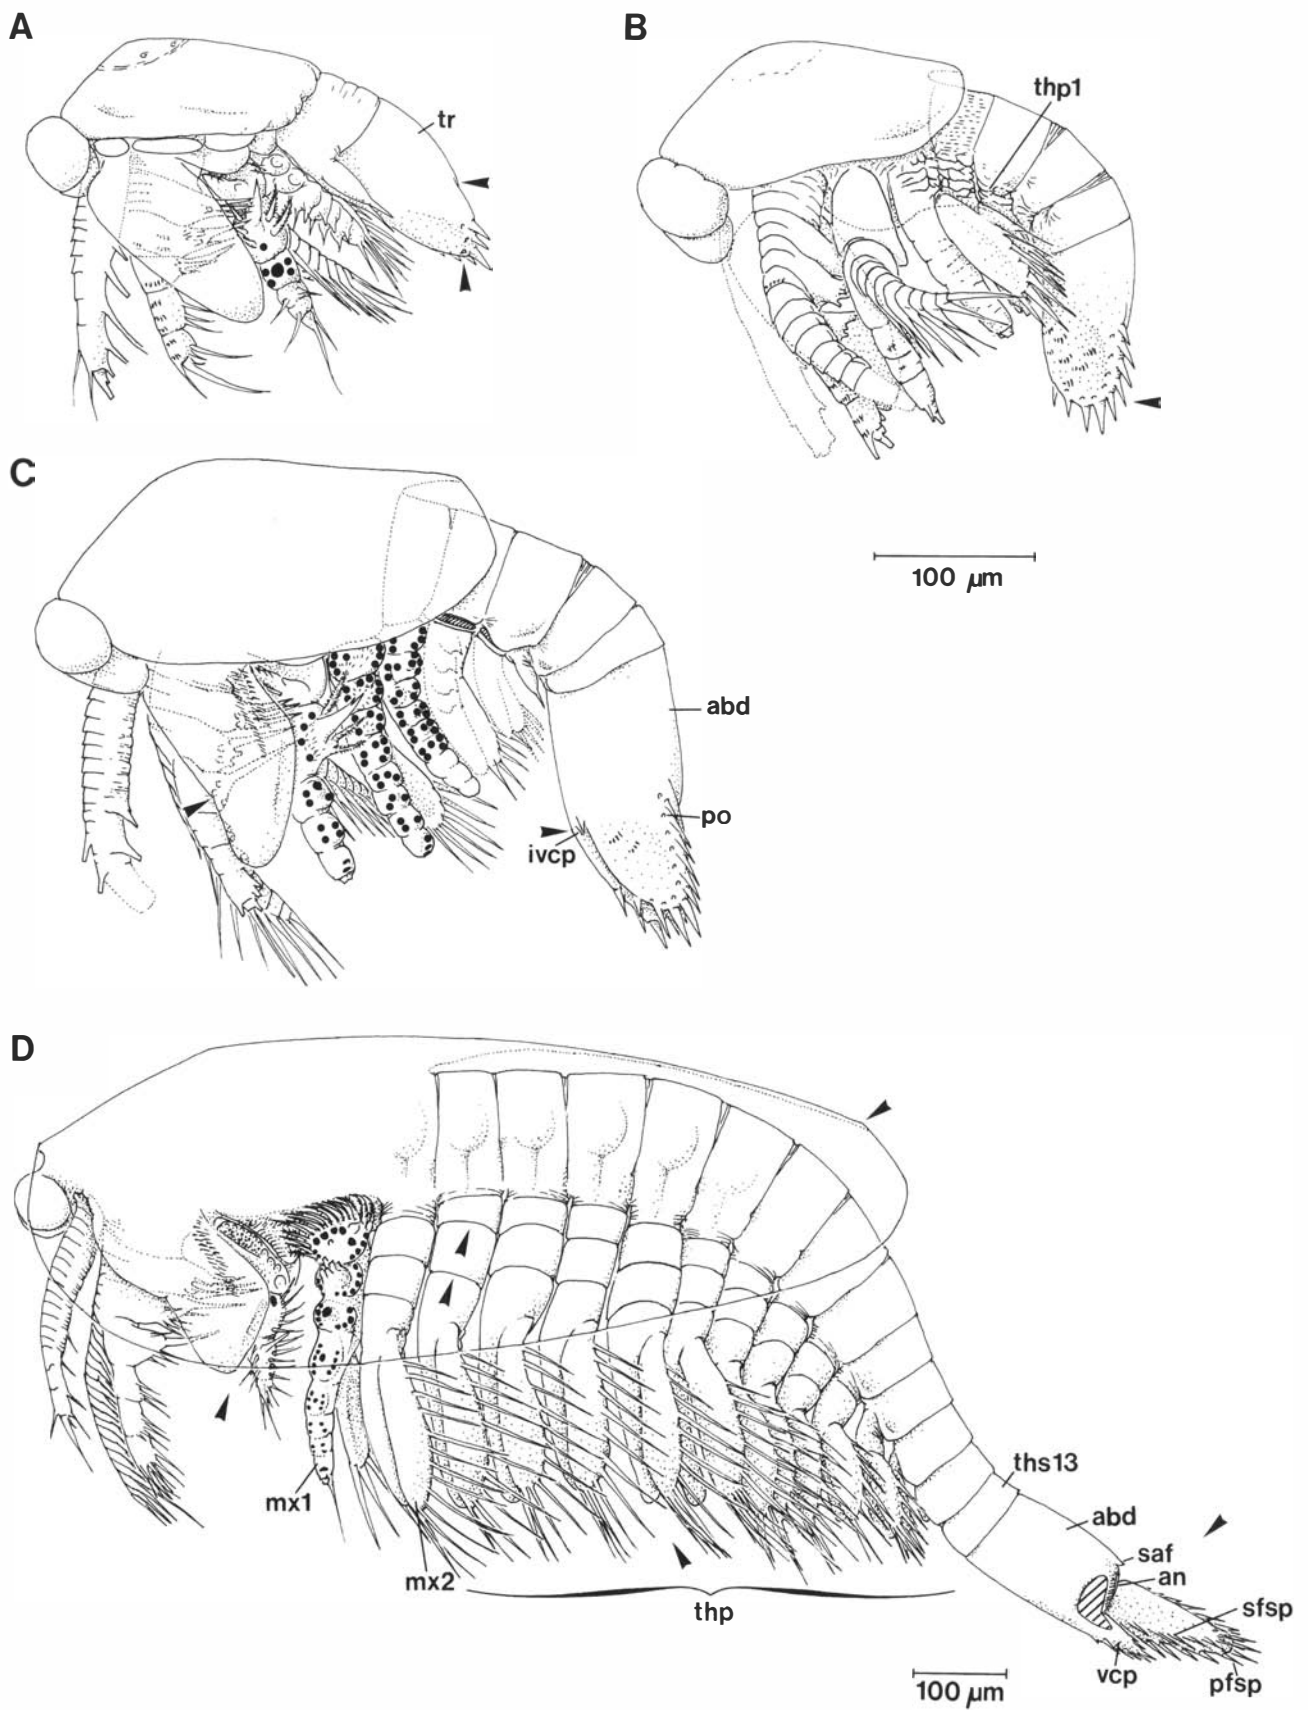 A
B
tr
thp1
C
100 µm
abd
po
ivcp
D
mx1
mx2
thp
ths13
abd
saf
an
sfsp
vcp
pfsp
100 µm